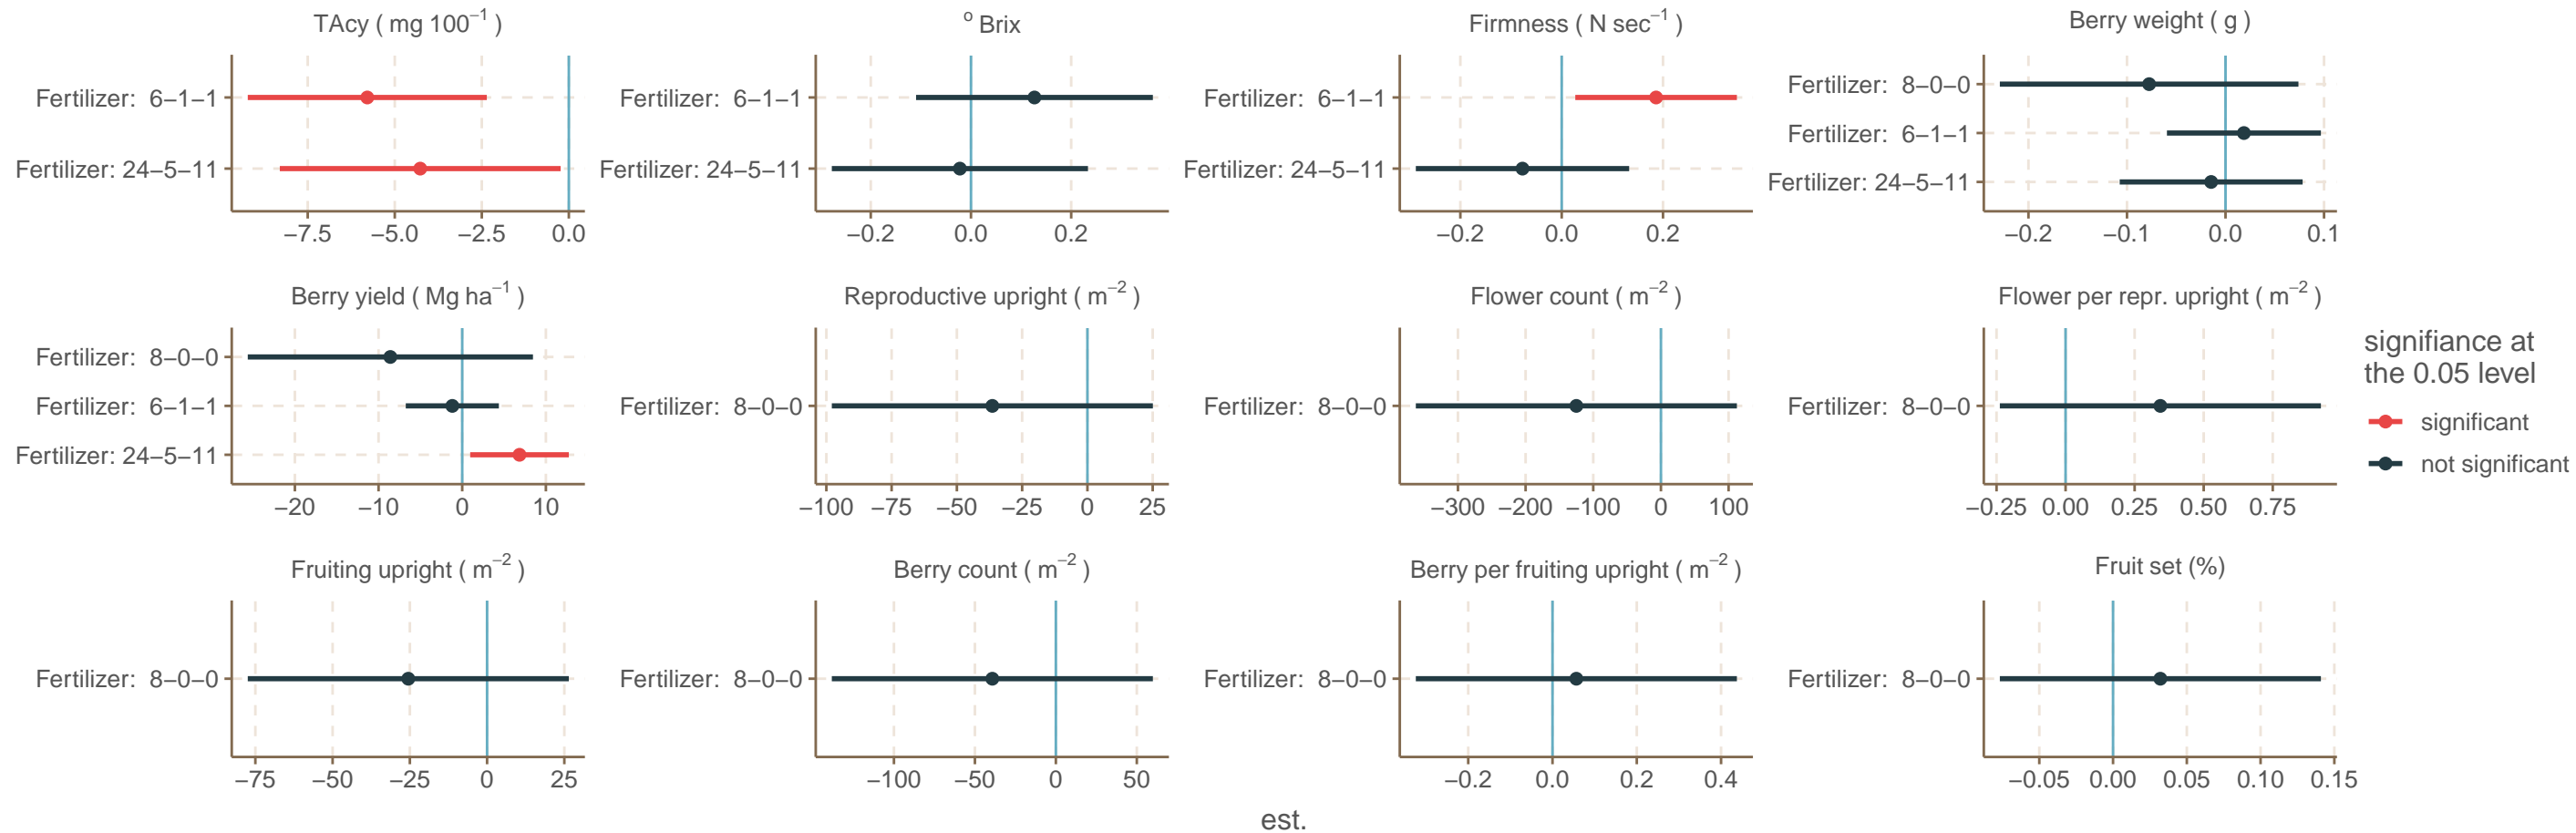 TAcy ( mg 100⁻¹ )
º Brix
Firmness ( N sec⁻¹ )
Berry weight ( g )
Fertilizer: 6−1−1
Fertilizer: 24−5−11
−7.5 −5.0 −2.5 0.0
Fertilizer: 6−1−1
Fertilizer: 24−5−11
−0.2 0.0 0.2
Fertilizer: 6−1−1
Fertilizer: 24−5−11
−0.2 0.0 0.2
Fertilizer: 8−0−0
Fertilizer: 6−1−1
Fertilizer: 24−5−11
−0.2 −0.1 0.0 0.1
Berry yield ( Mg ha⁻¹ )
Reproductive upright ( m⁻² )
Flower count ( m⁻² )
Flower per repr. upright ( m⁻² )
Fertilizer: 8−0−0
Fertilizer: 6−1−1
Fertilizer: 24−5−11
−20 −10 0 10
Fertilizer: 8−0−0
−100 −75 −50 −25 0 25
Fertilizer: 8−0−0
−300 −200 −100 0 100
Fertilizer: 8−0−0
−0.25 0.00 0.25 0.50 0.75
signifiance at
the 0.05 level
significant
not significant
Fruiting upright ( m⁻² )
Berry count ( m⁻² )
Berry per fruiting upright ( m⁻² )
Fruit set (%)
Fertilizer: 8−0−0
−75 −50 −25 0 25
Fertilizer: 8−0−0
−100 −50 0 50
Fertilizer: 8−0−0
−0.2 0.0 0.2 0.4
Fertilizer: 8−0−0
−0.05 0.00 0.05 0.10 0.15
est.